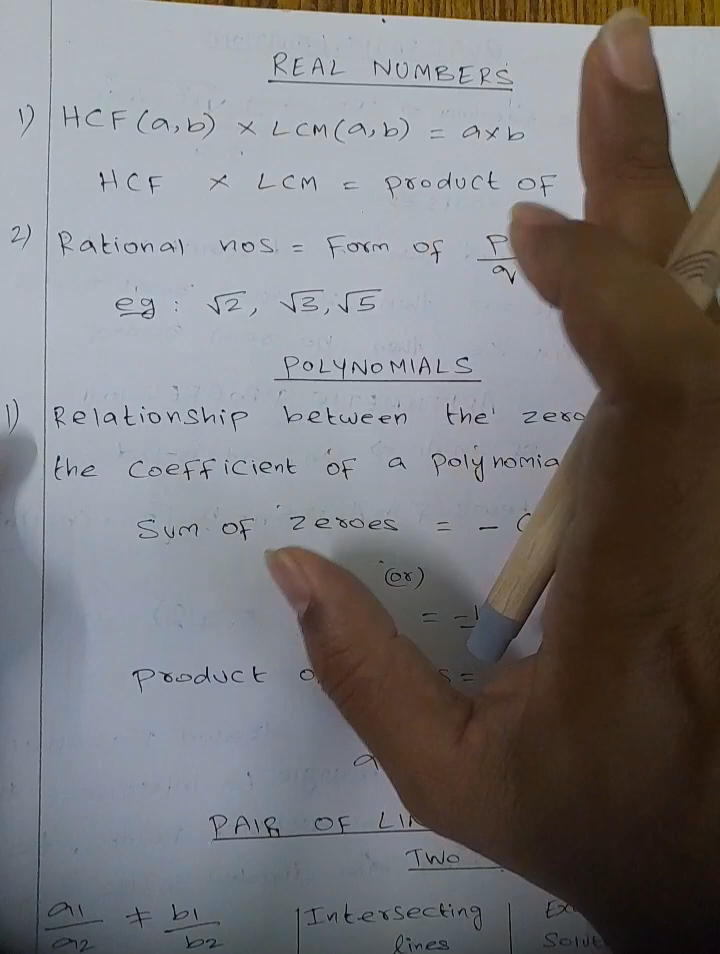 REAL NUMBERS
1) HCF(a,b) × LCM(a,b) = a×b
HCF × LCM = product OF
2) Rational nos = Form of p/q
eg : √2, √3, √5
POLYNOMIALS
1) Relationship between the
the coefficient of a
Sum of zeroes = -
(or)
=
product
PAIR OF
TWO
a1/a2 ≠ b1/b2 | Intersecting lines |